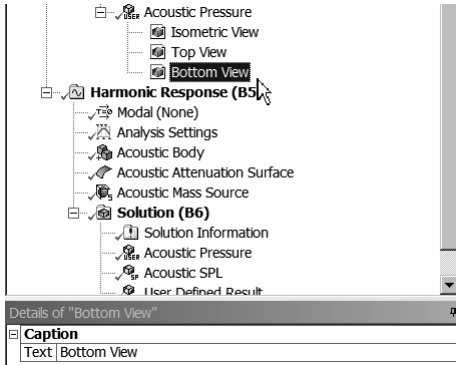 Acoustic Pressure
Isometric View
Top View
Bottom View
Harmonic Response (B5
Modal (None)
Analysis Settings
Acoustic Body
Acoustic Attenuation Surface
Acoustic Mass Source
Solution (B6)
Solution Information
Acoustic Pressure
Acoustic SPL
User Defined Result
Details of "Bottom View"
Caption
Text Bottom View